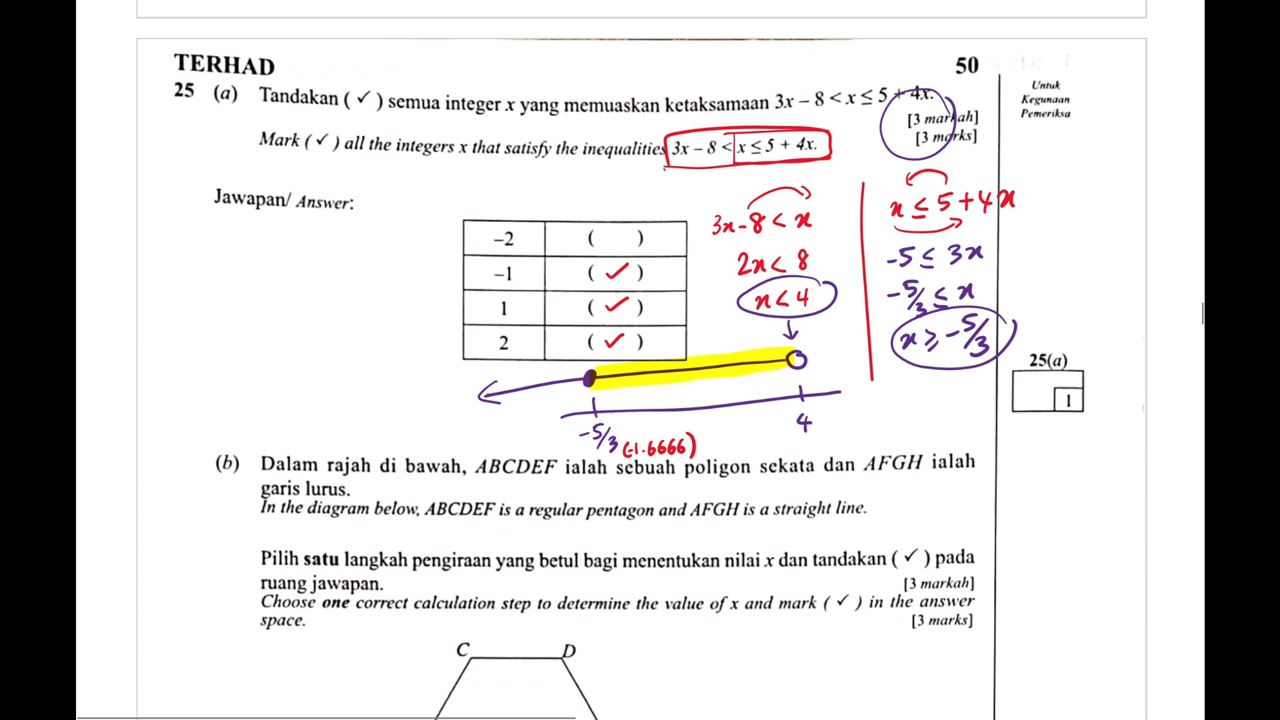 TERHAD 50
25 (a) Tandakan ( ✓ ) semua integer x yang memuaskan ketaksamaan 3x – 8 < x ≤ 5 + 4x.
[3 markah]
Mark ( ✓ ) all the integers x that satisfy the inequalities 3x – 8 < x ≤ 5 + 4x.
[3 marks]
Untuk
Kegunaan
Pemeriksa
Jawapan/ Answer:
–2 ( )
–1 ( ✓ )
1 ( ✓ )
2 ( ✓ )
3x-8 < x
2x < 8
x < 4
x ≤ 5+4x
-5 ≤ 3x
-5/3 ≤ x
x ≥ -5/3
-5/3 (-1.6666) 4
25(a)
1
(b) Dalam rajah di bawah, ABCDEF ialah sebuah poligon sekata dan AFGH ialah
garis lurus.
In the diagram below, ABCDEF is a regular pentagon and AFGH is a straight line.
Pilih satu langkah pengiraan yang betul bagi menentukan nilai x dan tandakan ( ✓ ) pada
ruang jawapan. [3 markah]
Choose one correct calculation step to determine the value of x and mark ( ✓ ) in the answer
space. [3 marks]
C D